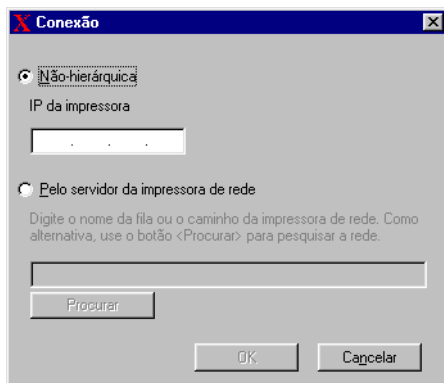 X Conexão
Não-hierárquica
IP da impressora
. . .
Pelo servidor da impressora de rede
Digite o nome da fila ou o caminho da impressora de rede. Como
alternativa, use o botão <Procurar> para pesquisar a rede.
Procurar
OK
Cancelar